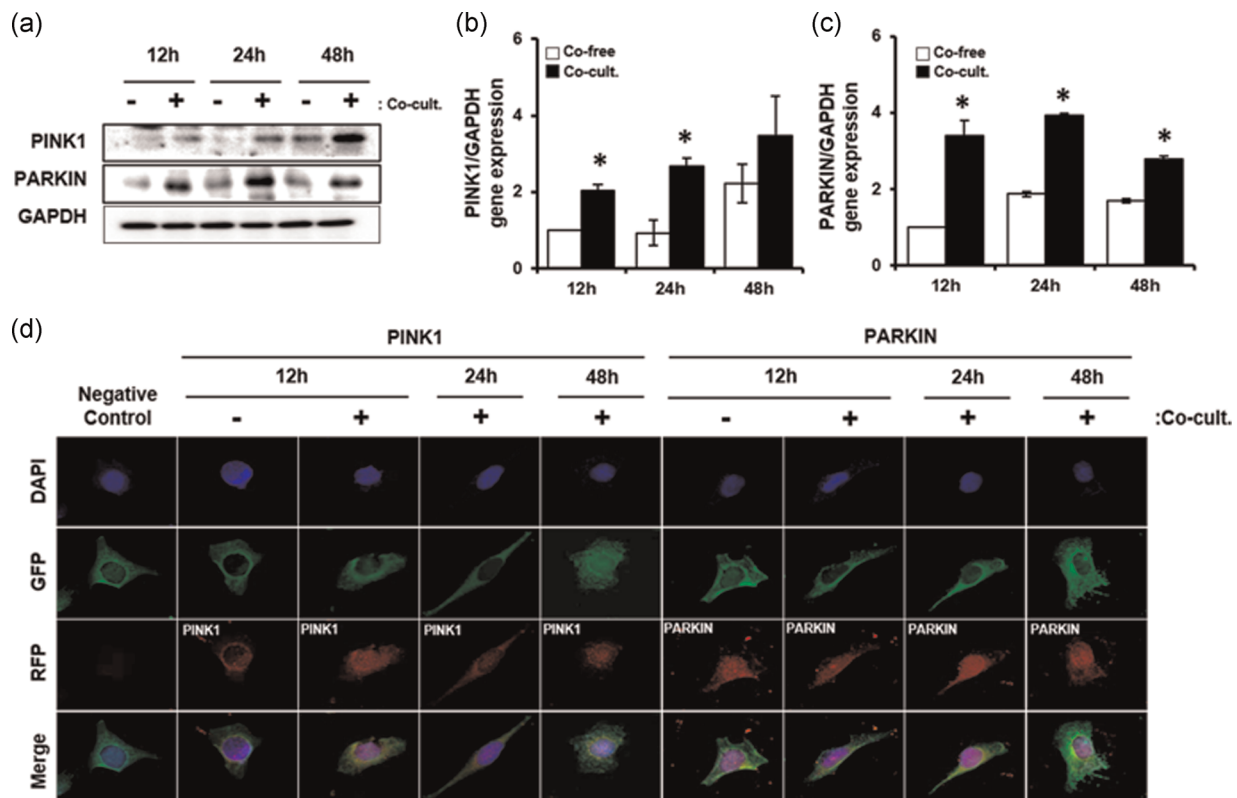 (a)
12h 24h 48h
- + - + - + : Co-cult.
PINK1
PARKIN
GAPDH
(b)
6
4
2
0
PINK1/GAPDH
gene expression
Co-free
Co-cult.
* *
12h 24h 48h
(c)
6
4
2
0
PARKIN/GAPDH
gene expression
Co-free
Co-cult.
* * *
12h 24h 48h
(d)
PINK1 PARKIN
12h 24h 48h 12h 24h 48h
Negative
Control
- + + + - + + + :Co-cult.
DAPI
GFP
RFP
PINK1 PINK1 PINK1 PINK1 PARKIN PARKIN PARKIN PARKIN
Merge